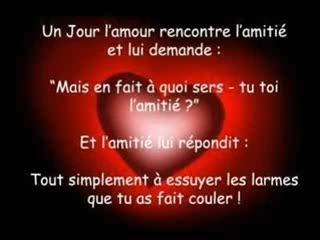 Un Jour l'amour rencontre l'amitié
et lui demande :
"Mais en fait à quoi sers - tu toi
l'amitié ?"
Et l'amitié lui répondit :
Tout simplement à essuyer les larmes
que tu as fait couler !